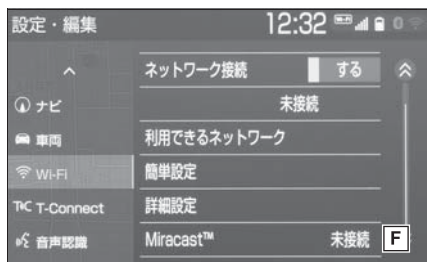 設定・編集 12:32 Wi-Fi
ネットワーク接続 する
未接続
ナビ
車両 利用できるネットワーク
Wi-Fi 簡単設定
T-Connect 詳細設定
音声認識 Miracast™ 未接続 F